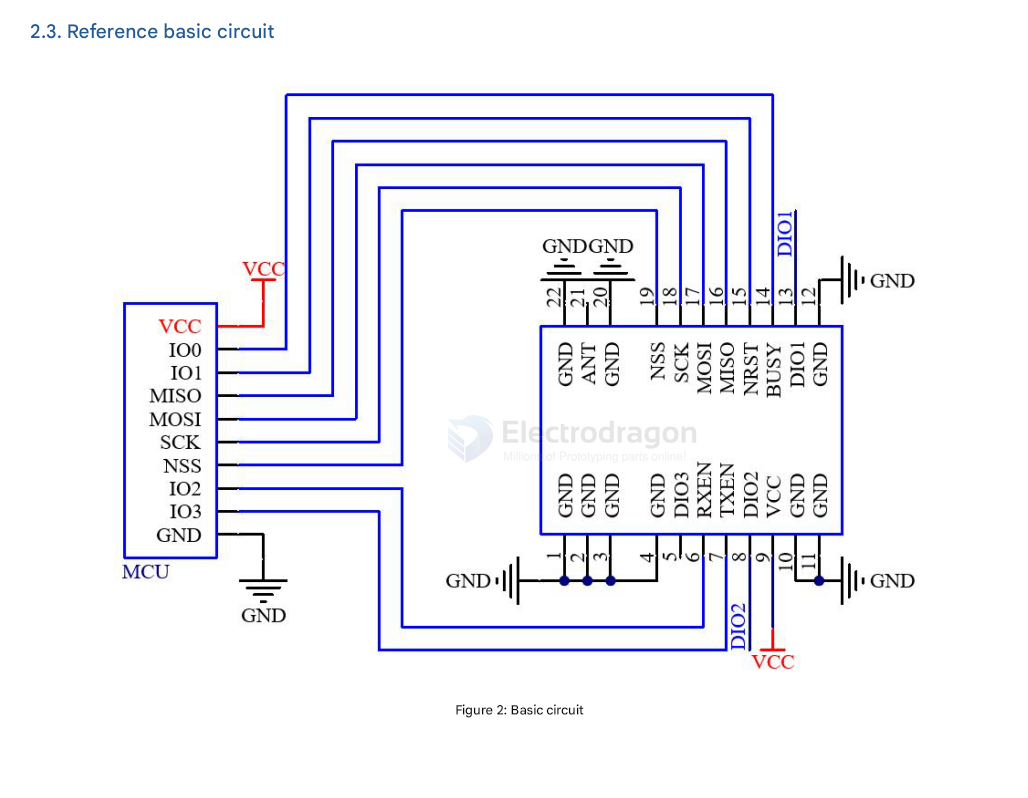 2.3. Reference basic circuit
DIO1
GND GND
GND
VCC
22 21 20 19 18 17 16 15 14 13 12
VCC
IO0
IO1
MISO
MOSI
SCK
NSS
IO2
IO3
GND
MCU
GND
GND ANT GND NSS SCK MOSI MISO NRST BUSY DIO1 GND
Electrodragon
Millions of Prototyping parts online!
GND GND GND GND DIO3 RXEN TXEN DIO2 VCC GND GND
1 2 3 4 5 6 7 8 9 10 11
GND
GND
DIO2
VCC
Figure 2: Basic circuit